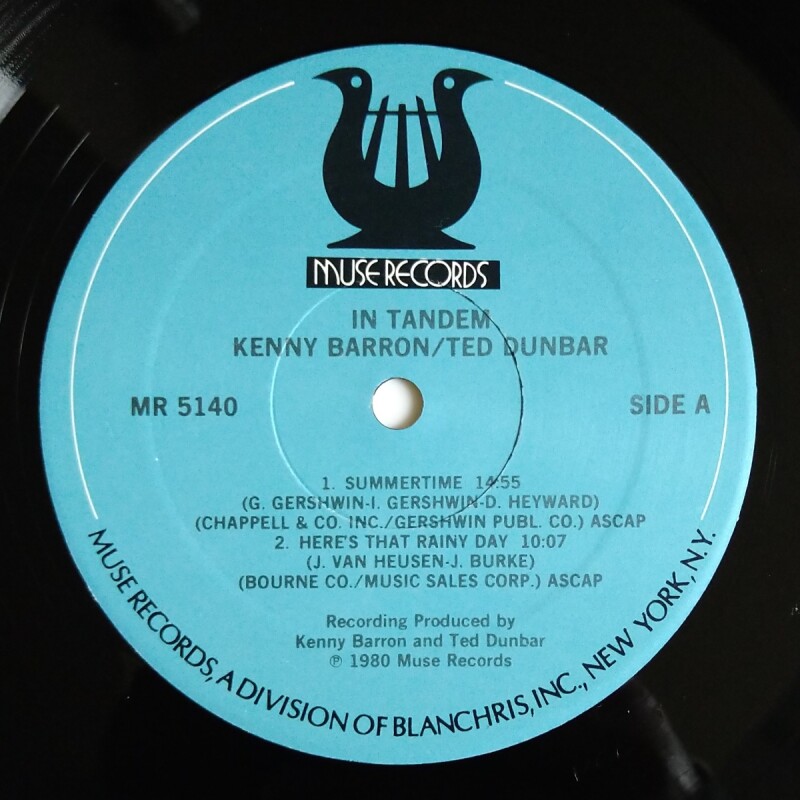 MUSE RECORDS
IN TANDEM
KENNY BARRON/TED DUNBAR
MR 5140
SIDE A
1. SUMMERTIME 14:55
(G. GERSHWIN-I. GERSHWIN-D. HEYWARD)
(CHAPPELL & CO. INC./GERSHWIN PUBL. CO.) ASCAP
2. HERE'S THAT RAINY DAY 10:07
(J. VAN HEUSEN-J. BURKE)
(BOURNE CO./MUSIC SALES CORP.) ASCAP
Recording Produced by
Kenny Barron and Ted Dunbar
℗ 1980 Muse Records
MUSE RECORDS, A DIVISION OF BLANCHRIS, INC., NEW YORK, N.Y.